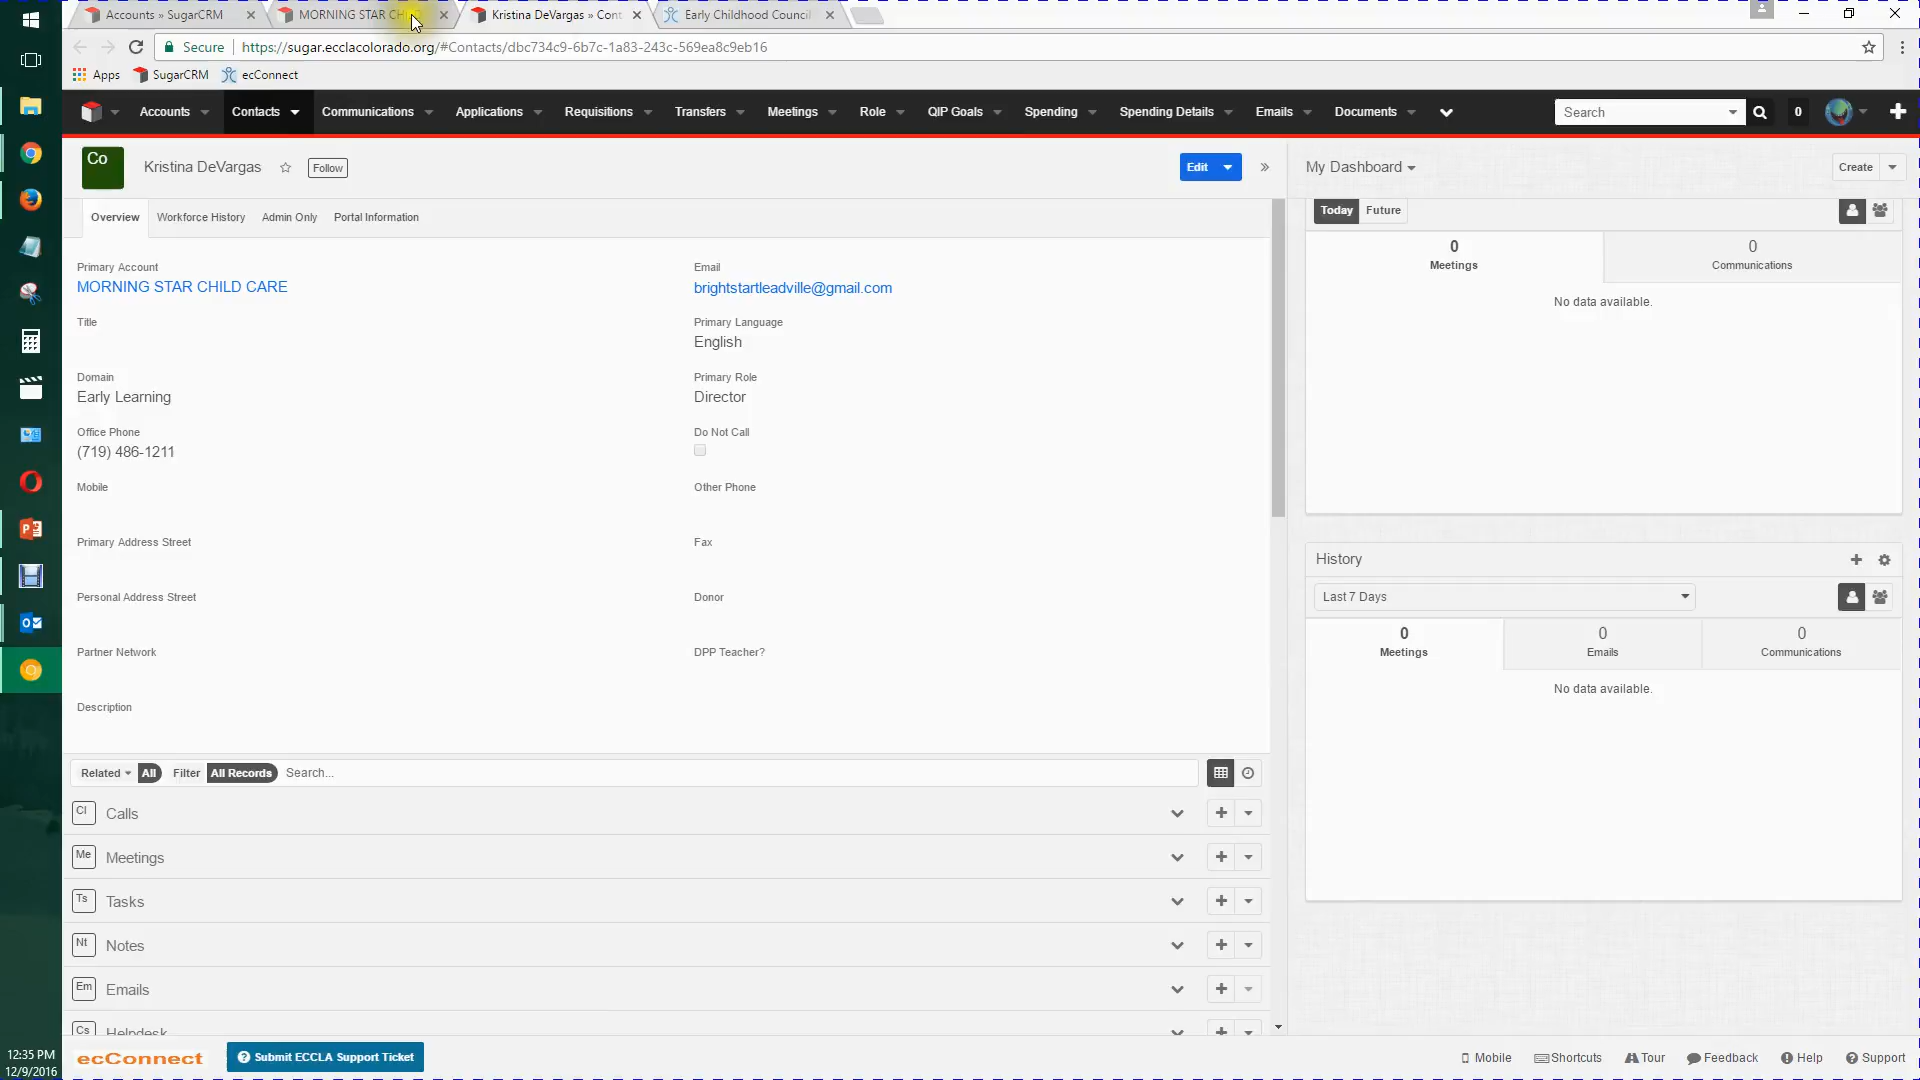 Accounts » SugarCRM
MORNING STAR CH
Kristina DeVargas » Cont
Early Childhood Council
Secure
https://sugar.ecclacolorado.org/#Contacts/dbc734c9-6b7c-1a83-243c-569ea8c9eb16
Apps SugarCRM ecConnect
Accounts Contacts Communications Applications Requisitions Transfers Meetings Role QIP Goals Spending Spending Details Emails Documents Search 0
Co Kristina DeVargas Follow Edit
My Dashboard Create
Overview Workforce History Admin Only Portal Information
Primary Account
MORNING STAR CHILD CARE
Email
brightstartleadville@gmail.com
Title
Primary Language
English
Domain
Early Learning
Primary Role
Director
Office Phone
(719) 486-1211
Do Not Call
Mobile
Other Phone
Primary Address Street
Fax
Personal Address Street
Donor
Partner Network
DPP Teacher?
Description
Related All Filter All Records Search...
Cl Calls
Me Meetings
Ts Tasks
Nt Notes
Em Emails
Cs Helpdesk
Today Future
0
Meetings
0
Communications
No data available.
History
Last 7 Days
0
Meetings
0
Emails
0
Communications
No data available.
12:35 PM
12/9/2016
ecConnect
Submit ECCLA Support Ticket
Mobile Shortcuts Tour Feedback Help Support